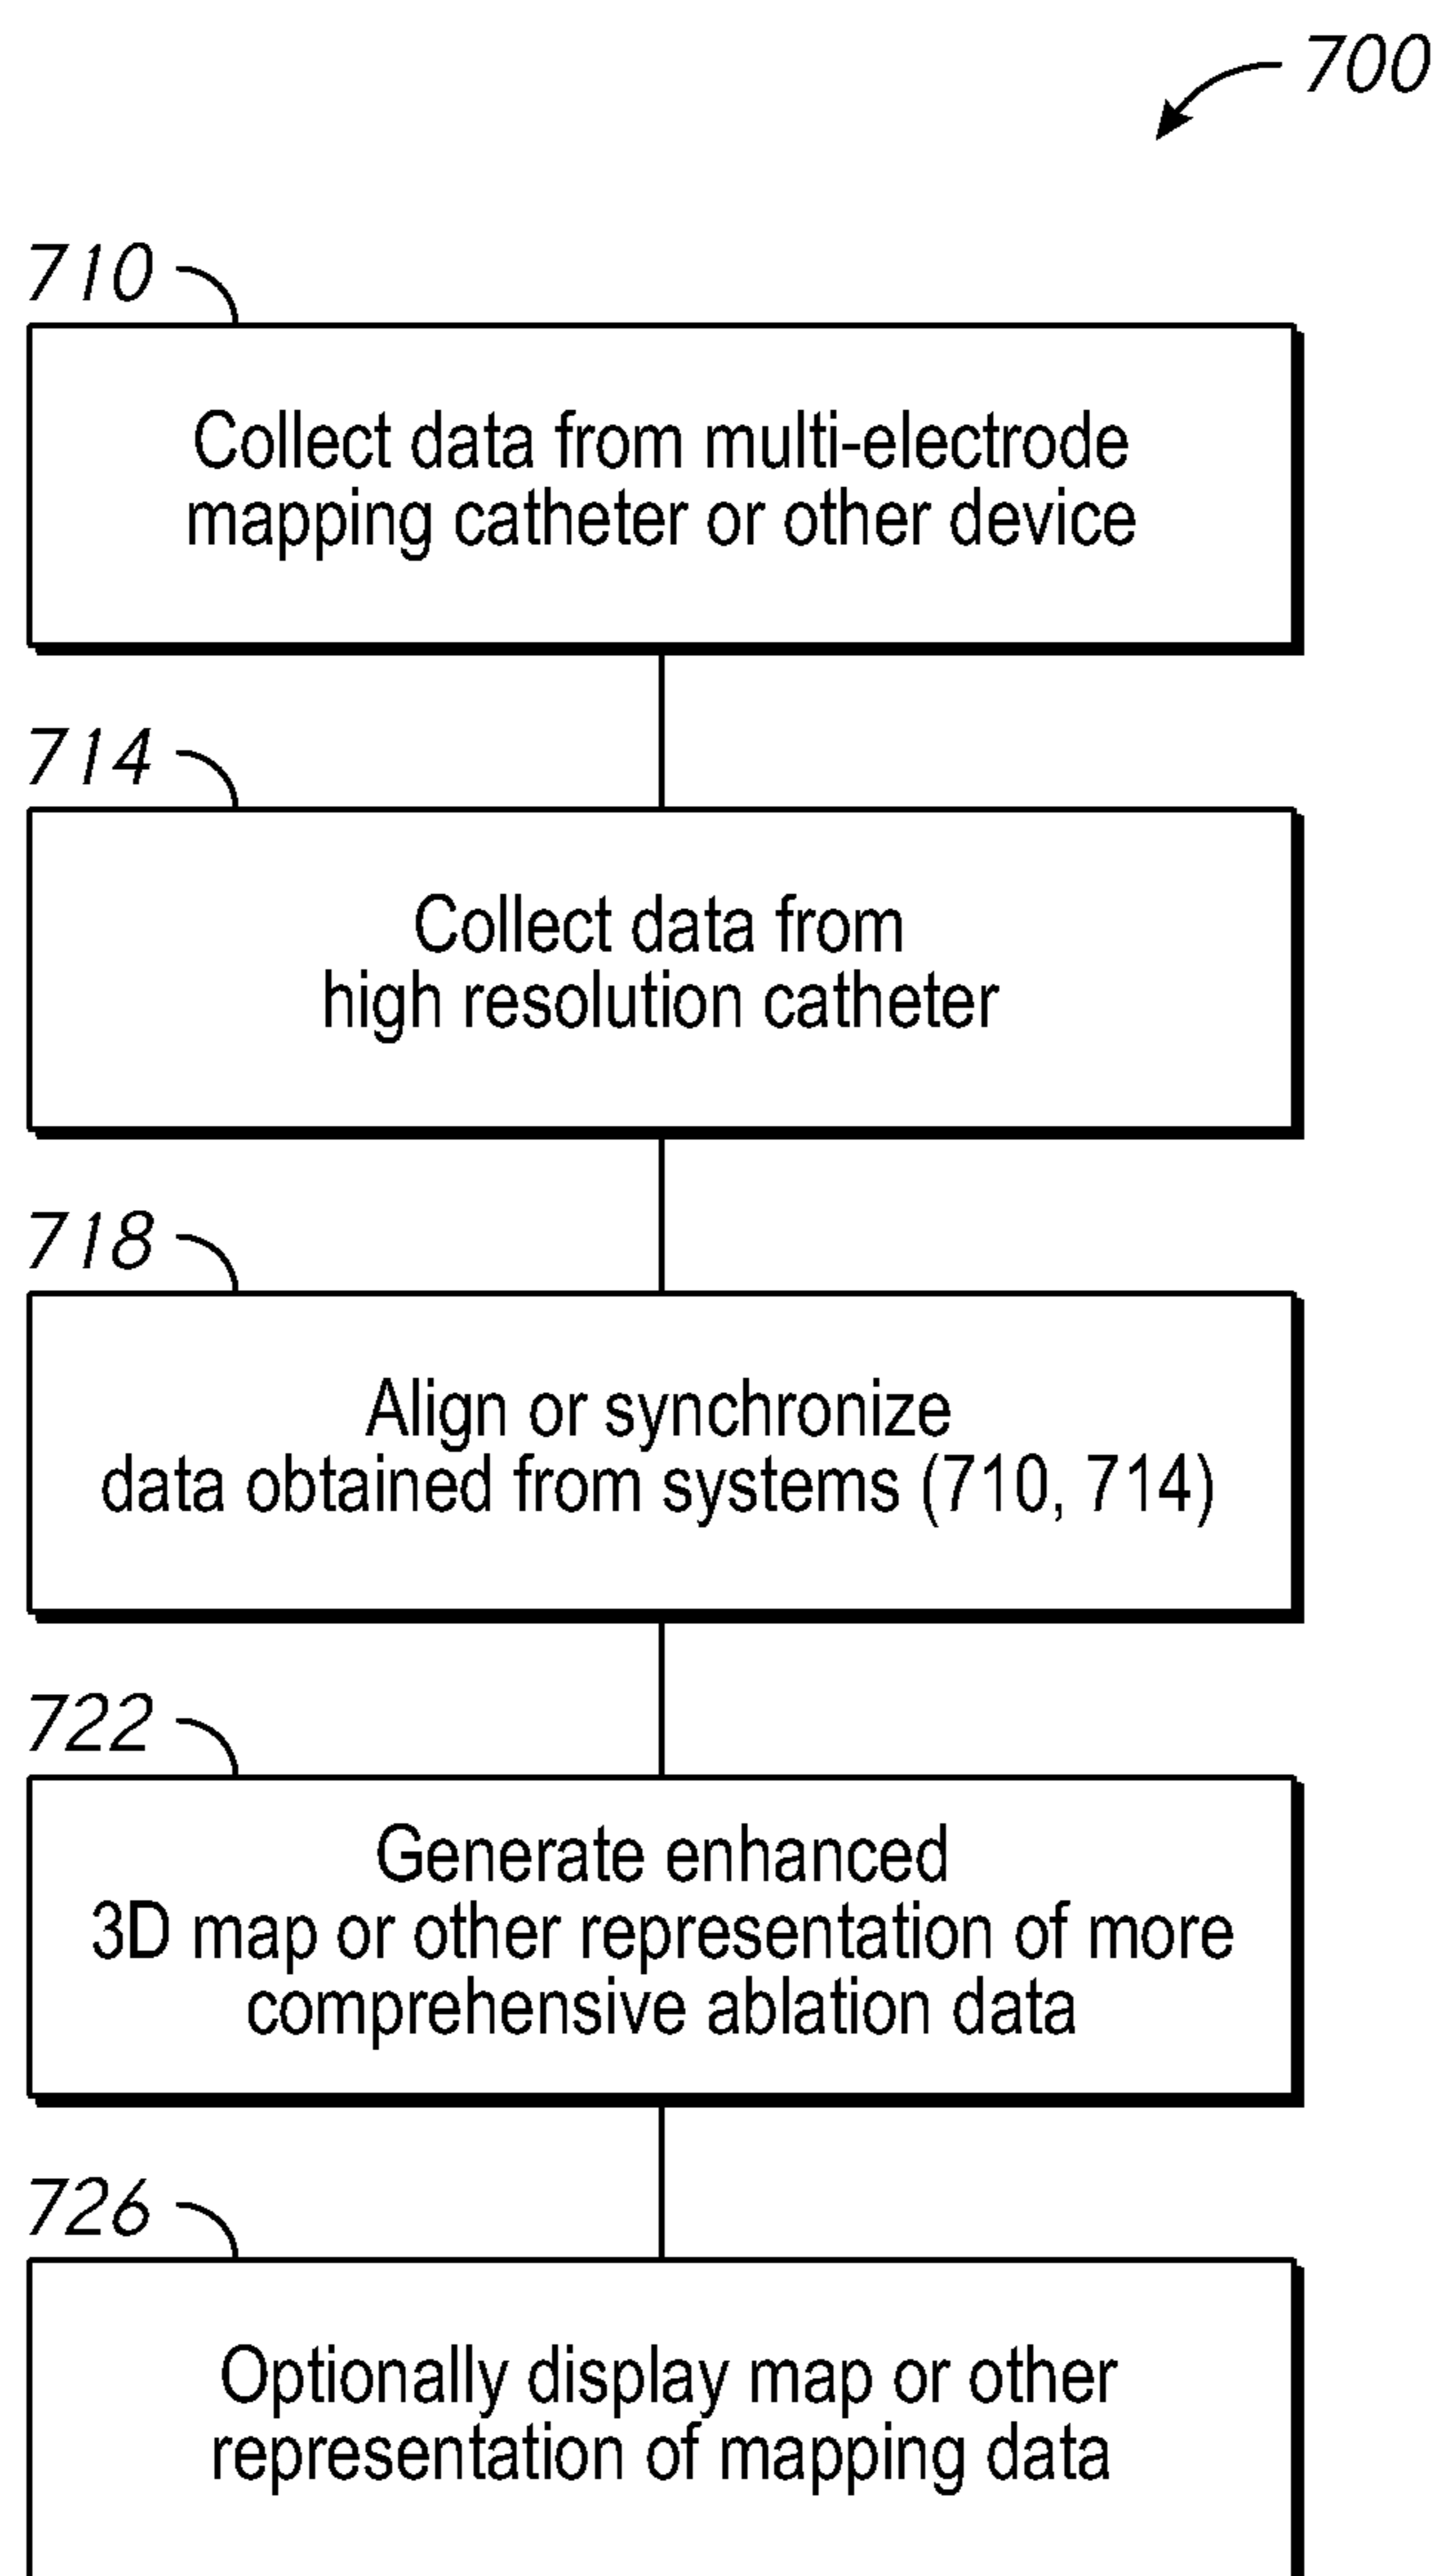 700
710
Collect data from multi-electrode
mapping catheter or other device
714
Collect data from
high resolution catheter
718
Align or synchronize
data obtained from systems (710, 714)
722
Generate enhanced
3D map or other representation of more
comprehensive ablation data
726
Optionally display map or other
representation of mapping data